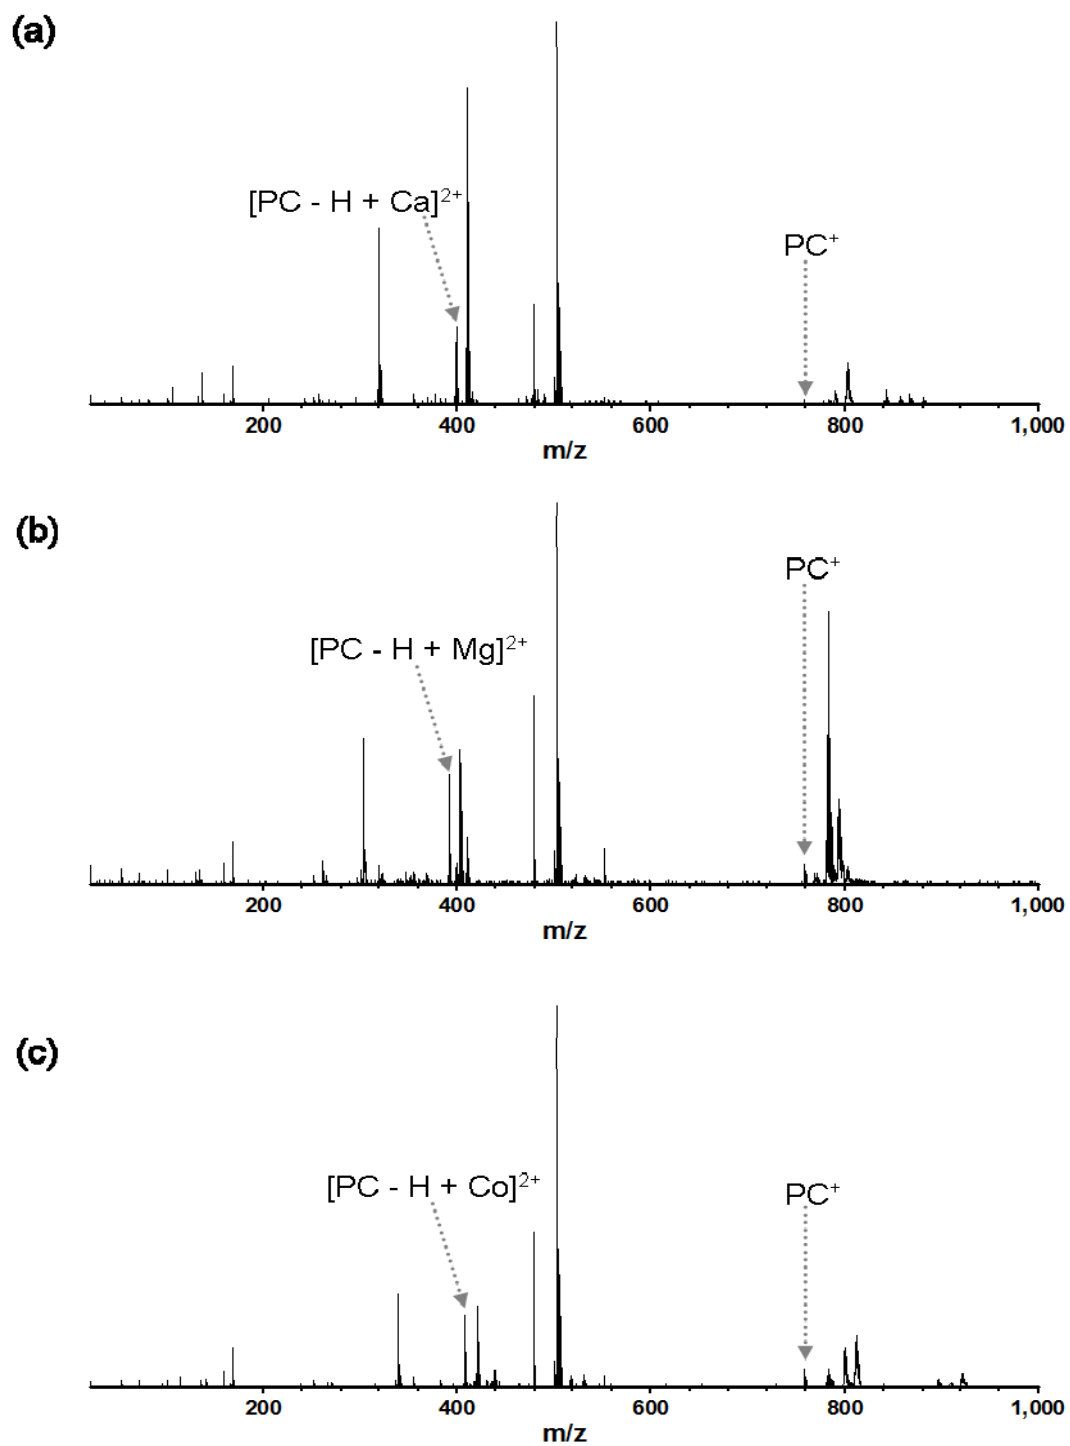 (a)
[PC - H + Ca]²⁺
PC⁺
200 400 600 800 1,000
m/z
(b)
PC⁺
[PC - H + Mg]²⁺
200 400 600 800 1,000
m/z
(c)
[PC - H + Co]²⁺
PC⁺
200 400 600 800 1,000
m/z